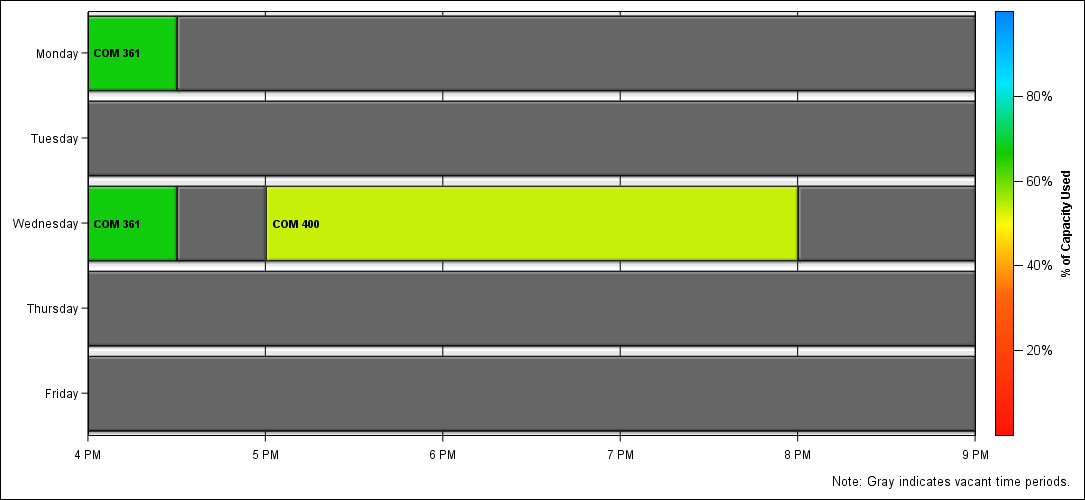 Monday
COM 361
Tuesday
Wednesday
COM 361
COM 400
Thursday
Friday
4 PM
5 PM
6 PM
7 PM
8 PM
9 PM
80%
60%
40%
20%
% of Capacity Used
Note: Gray indicates vacant time periods.